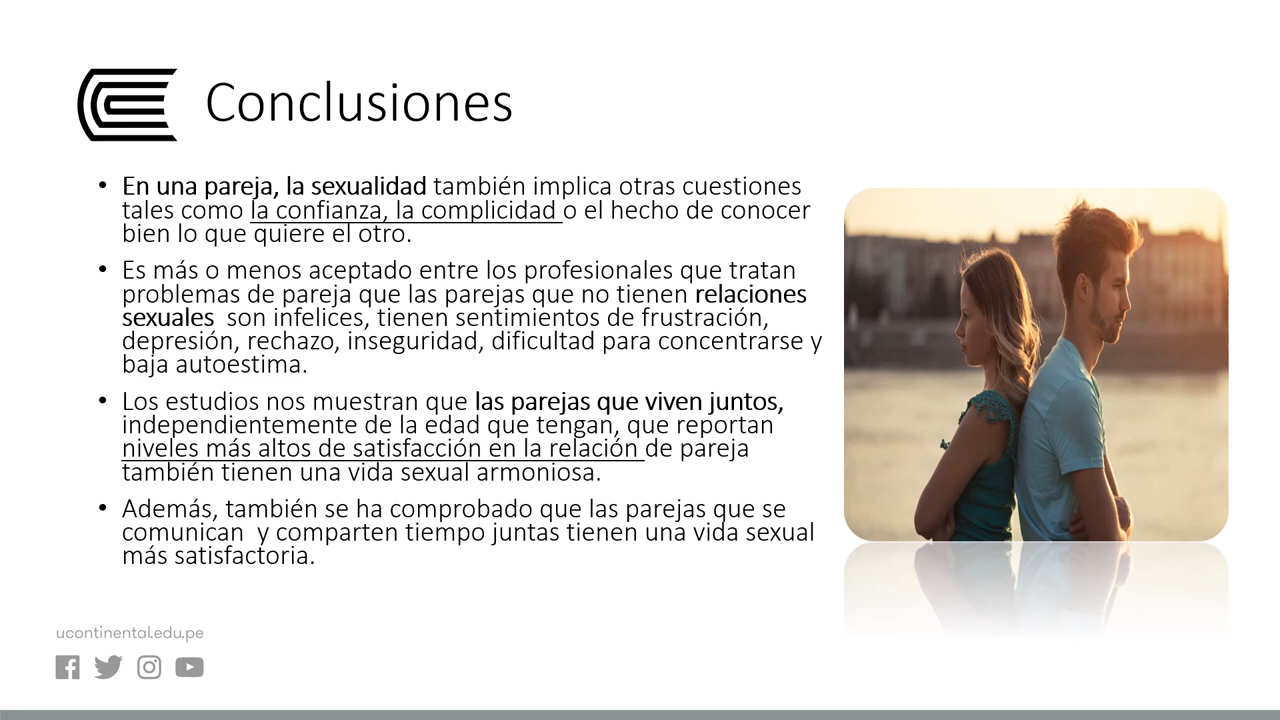 Conclusiones
• En una pareja, la sexualidad también implica otras cuestiones
tales como la confianza, la complicidad o el hecho de conocer
bien lo que quiere el otro.
• Es más o menos aceptado entre los profesionales que tratan
problemas de pareja que las parejas que no tienen relaciones
sexuales  son infelices, tienen sentimientos de frustración,
depresión, rechazo, inseguridad, dificultad para concentrarse y
baja autoestima.
• Los estudios nos muestran que las parejas que viven juntos,
independientemente de la edad que tengan, que reportan
niveles más altos de satisfacción en la relación de pareja
también tienen una vida sexual armoniosa.
• Además, también se ha comprobado que las parejas que se
comunican  y comparten tiempo juntas tienen una vida sexual
más satisfactoria.
ucontinental.edu.pe